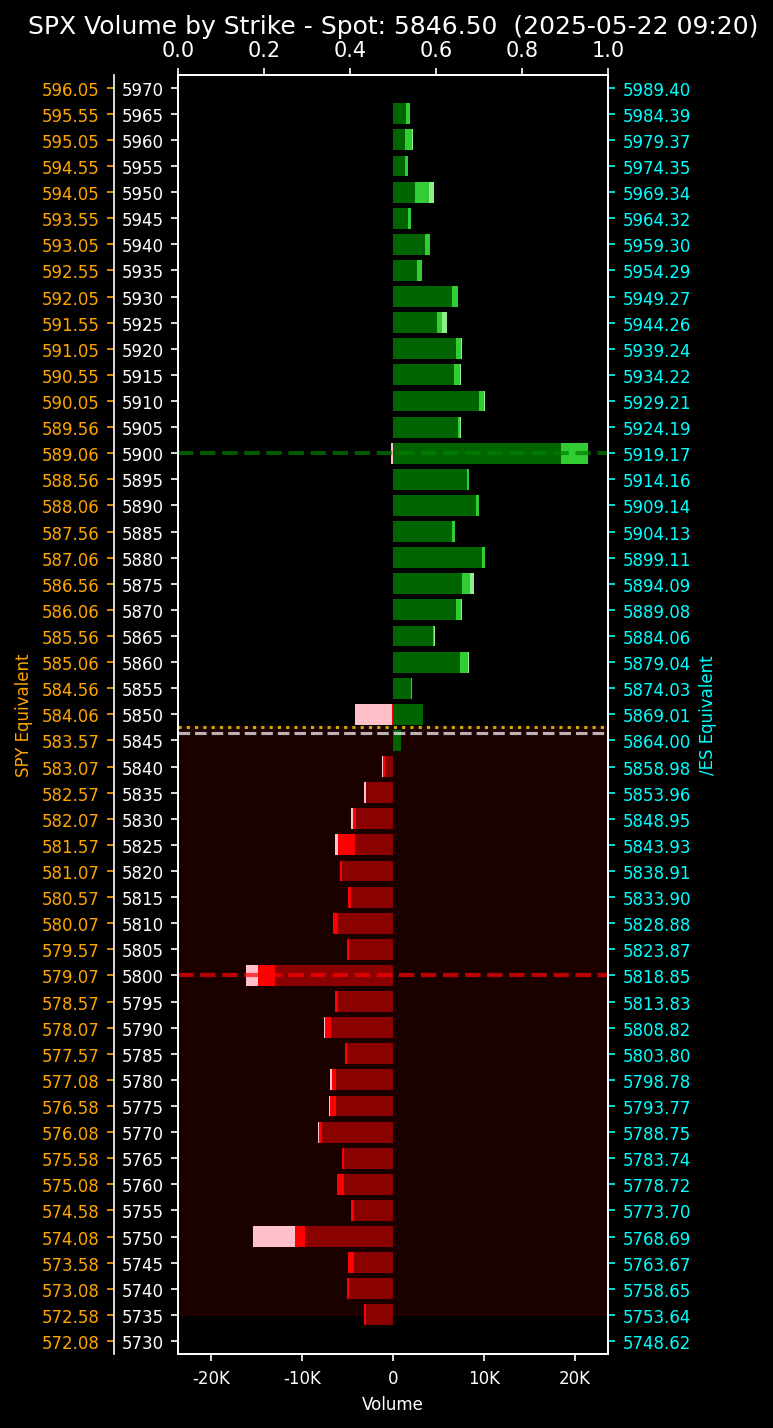 SPX Volume by Strike - Spot: 5846.50 (2025-05-22 09:20)
0.0 0.2 0.4 0.6 0.8 1.0
596.05 5970 5989.40
595.55 5965 5984.39
595.05 5960 5979.37
594.55 5955 5974.35
594.05 5950 5969.34
593.55 5945 5964.32
593.05 5940 5959.30
592.55 5935 5954.29
592.05 5930 5949.27
591.55 5925 5944.26
591.05 5920 5939.24
590.55 5915 5934.22
590.05 5910 5929.21
589.56 5905 5924.19
589.06 5900 5919.17
588.56 5895 5914.16
588.06 5890 5909.14
587.56 5885 5904.13
587.06 5880 5899.11
586.56 5875 5894.09
586.06 5870 5889.08
585.56 5865 5884.06
585.06 5860 5879.04
584.56 5855 5874.03
584.06 5850 5869.01
583.57 5845 5864.00
583.07 5840 5858.98
582.57 5835 5853.96
582.07 5830 5848.95
581.57 5825 5843.93
581.07 5820 5838.91
580.57 5815 5833.90
580.07 5810 5828.88
579.57 5805 5823.87
579.07 5800 5818.85
578.57 5795 5813.83
578.07 5790 5808.82
577.57 5785 5803.80
577.08 5780 5798.78
576.58 5775 5793.77
576.08 5770 5788.75
575.58 5765 5783.74
575.08 5760 5778.72
574.58 5755 5773.70
574.08 5750 5768.69
573.58 5745 5763.67
573.08 5740 5758.65
572.58 5735 5753.64
572.08 5730 5748.62
SPY Equivalent
/ES Equivalent
-20K -10K 0 10K 20K
Volume